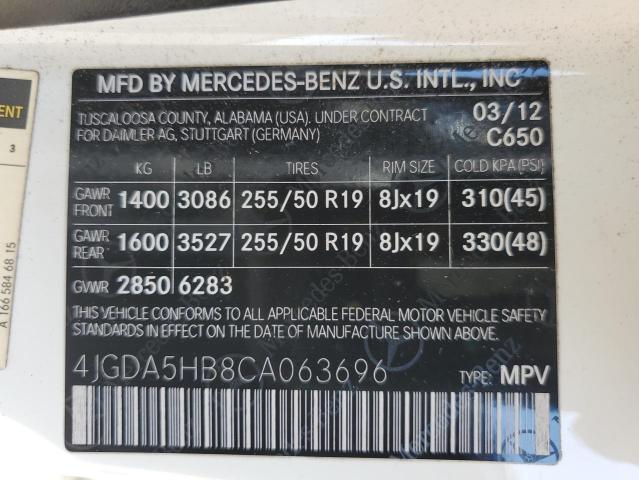 MFD BY MERCEDES-BENZ U.S. INTL., INC
TUSCALOOSA COUNTY, ALABAMA (USA). UNDER CONTRACT 03/12
FOR DAIMLER AG, STUTTGART (GERMANY) C650
KG LB TIRES RIM SIZE COLD KPA(PSI)
GAWR FRONT 1400 3086 255/50 R19 8Jx19 310(45)
GAWR REAR 1600 3527 255/50 R19 8Jx19 330(48)
GVWR 2850 6283
THIS VEHICLE CONFORMS TO ALL APPLICABLE FEDERAL MOTOR VEHICLE SAFETY
STANDARDS IN EFFECT ON THE DATE OF MANUFACTURE SHOWN ABOVE.
4JGDA5HB8CA063696 TYPE: MPV
ENT
3
A 166 584 68 15